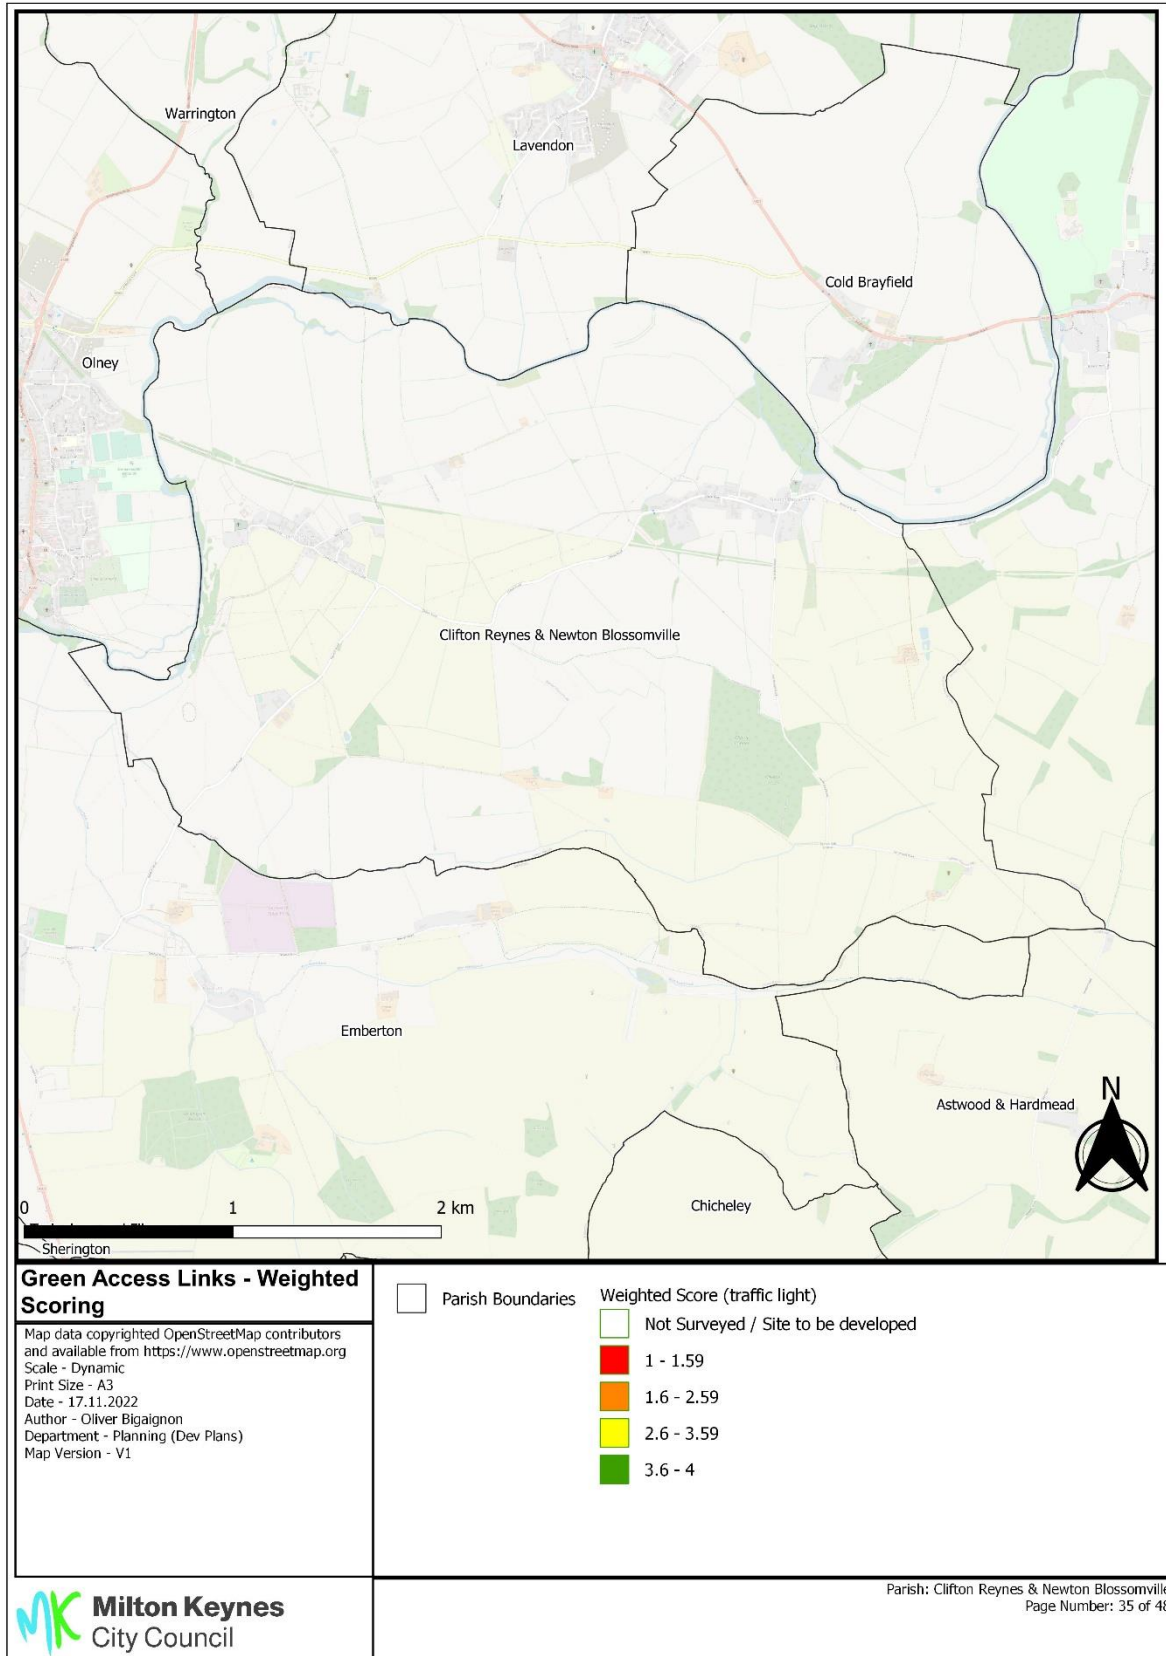 Warrington
Lavendon
Cold Brayfield
Olney
Clifton Reynes & Newton Blossomville
Emberton
Astwood & Hardmead
N
Chicheley
0 1 2 km
Sherington
Green Access Links - Weighted
Scoring
Map data copyrighted OpenStreetMap contributors
and available from https://www.openstreetmap.org
Scale - Dynamic
Print Size - A3
Date - 17.11.2022
Author - Oliver Bigaignon
Department - Planning (Dev Plans)
Map Version - V1
Parish Boundaries
Weighted Score (traffic light)
Not Surveyed / Site to be developed
1 - 1.59
1.6 - 2.59
2.6 - 3.59
3.6 - 4
MK Milton Keynes
City Council
Parish: Clifton Reynes & Newton Blossomville
Page Number: 35 of 48